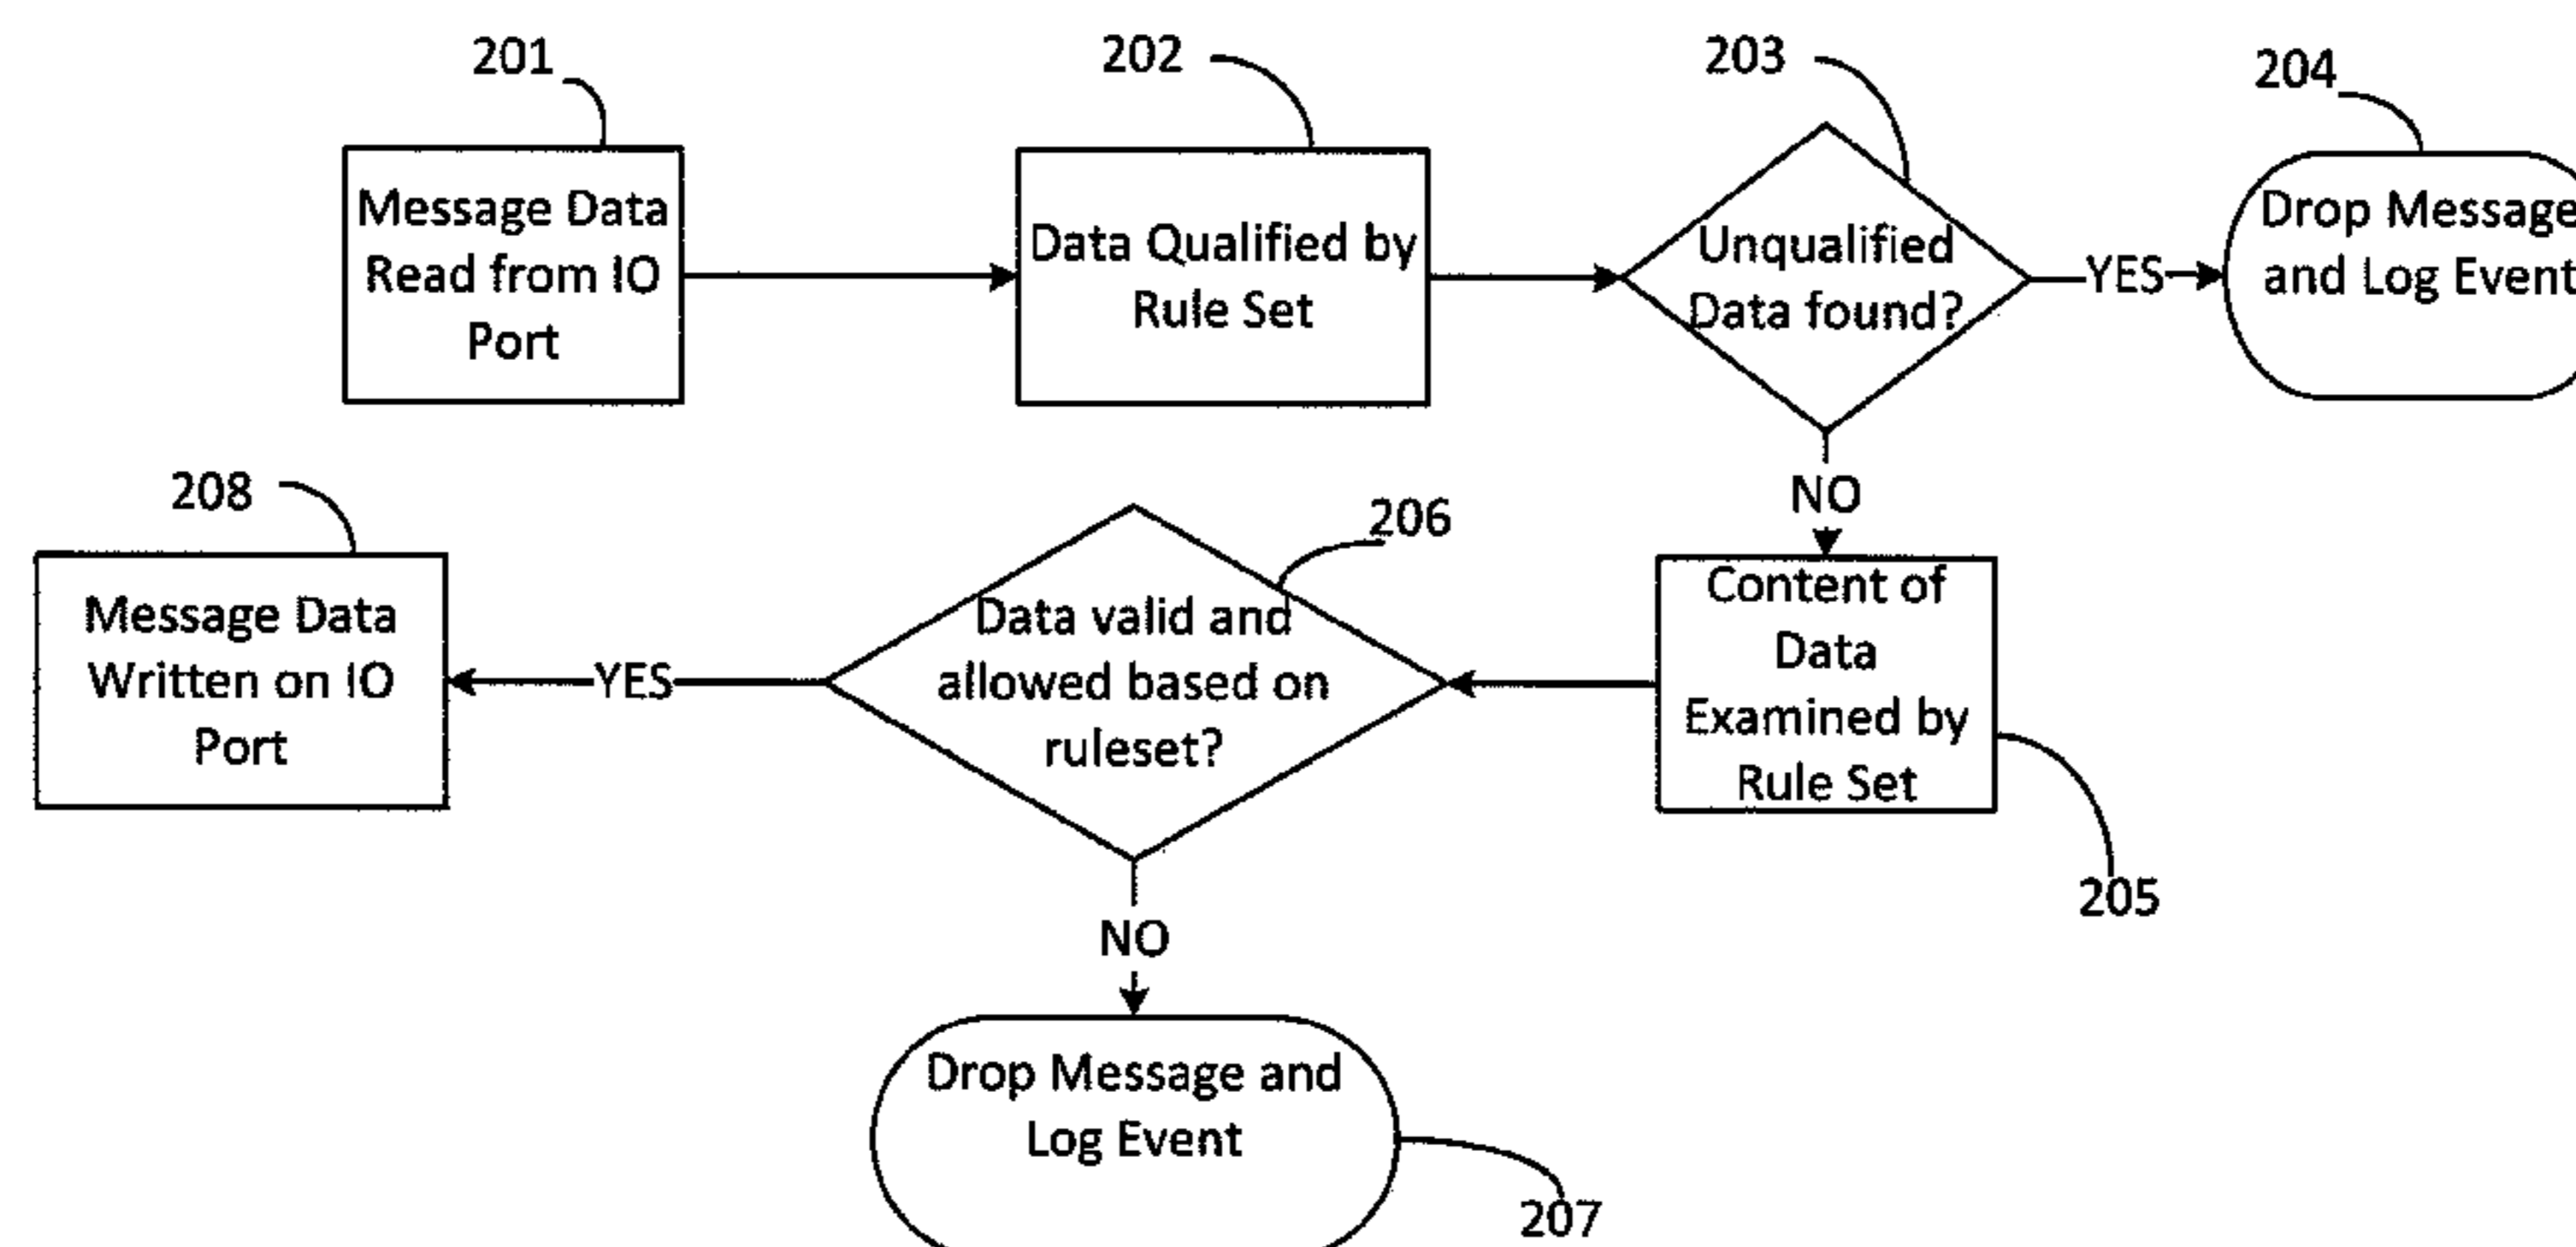 201
202
203
204
Message Data
Read from IO
Port
Data Qualified by
Rule Set
Unqualified
Data found?
YES
Drop Message
and Log Event
NO
208
206
Message Data
Written on IO
Port
YES
Data valid and
allowed based on
ruleset?
Content of
Data
Examined by
Rule Set
205
NO
Drop Message and
Log Event
207